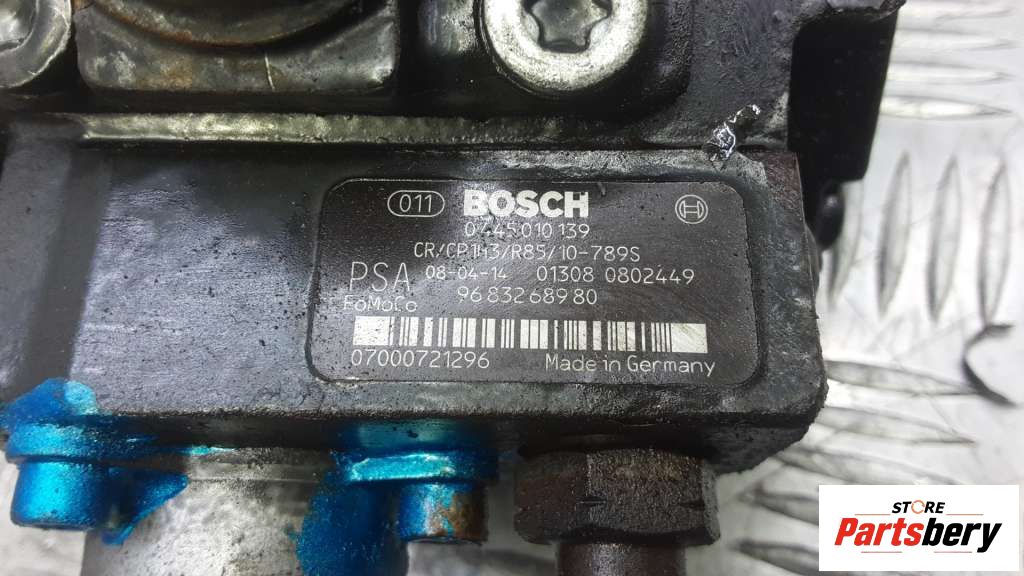 011 BOSCH
0445010139
CR/CP1H3/R85/10-789S
PSA 08-04-14 01308 0802449
FoMoCo 9683268980
07000721296 Made in Germany
STORE
Partsbery